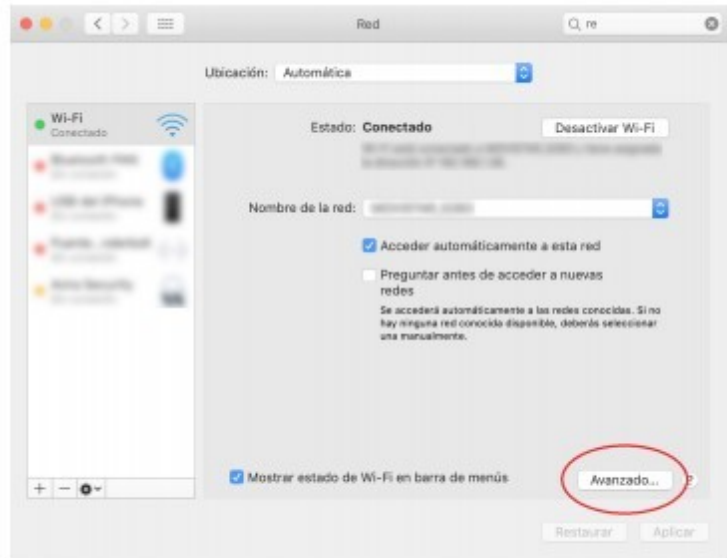 Red
re
Ubicación: Automática
Wi-Fi
Conectado
Estado: Conectado
Desactivar Wi-Fi
Nombre de la red:
Acceder automáticamente a esta red
Preguntar antes de acceder a nuevas
redes
Se accederá automáticamente a las redes conocidas. Si no
hay ninguna red conocida disponible, deberás seleccionar
una manualmente.
Mostrar estado de Wi-Fi en barra de menús
Avanzado...
?
Restaurar
Aplicar